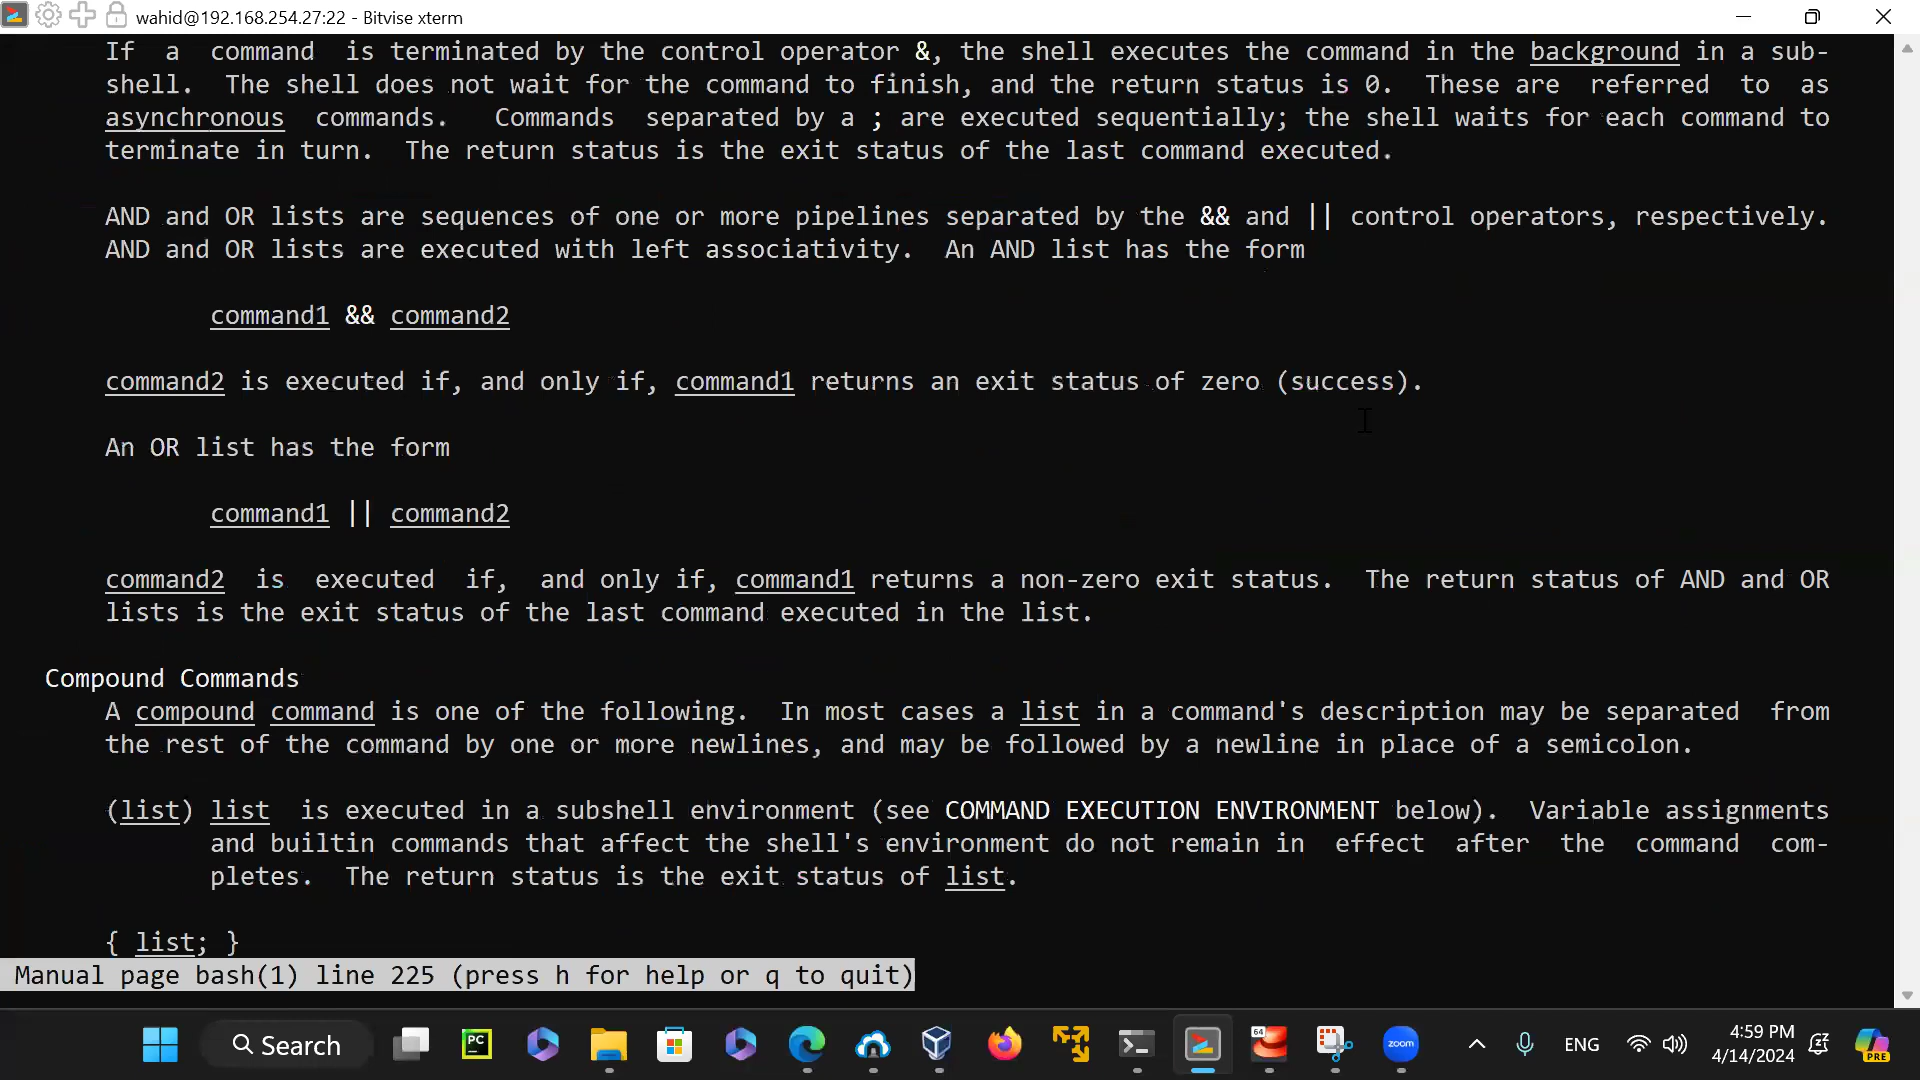 wahid@192.168.254.27:22 - Bitvise xterm
If a command is terminated by the control operator &, the shell executes the command in the background in a sub-
shell. The shell does not wait for the command to finish, and the return status is 0. These are referred to as
asynchronous commands. Commands separated by a ; are executed sequentially; the shell waits for each command to
terminate in turn. The return status is the exit status of the last command executed.
AND and OR lists are sequences of one or more pipelines separated by the && and || control operators, respectively.
AND and OR lists are executed with left associativity. An AND list has the form
command1 && command2
command2 is executed if, and only if, command1 returns an exit status of zero (success).
An OR list has the form
command1 || command2
command2 is executed if, and only if, command1 returns a non-zero exit status. The return status of AND and OR
lists is the exit status of the last command executed in the list.
Compound Commands
A compound command is one of the following. In most cases a list in a command's description may be separated from
the rest of the command by one or more newlines, and may be followed by a newline in place of a semicolon.
(list) list is executed in a subshell environment (see COMMAND EXECUTION ENVIRONMENT below). Variable assignments
and builtin commands that affect the shell's environment do not remain in effect after the command com-
pletes. The return status is the exit status of list.
{ list; }
Manual page bash(1) line 225 (press h for help or q to quit)
Search
PC
64
zoom
ENG
4:59 PM
4/14/2024
PRE